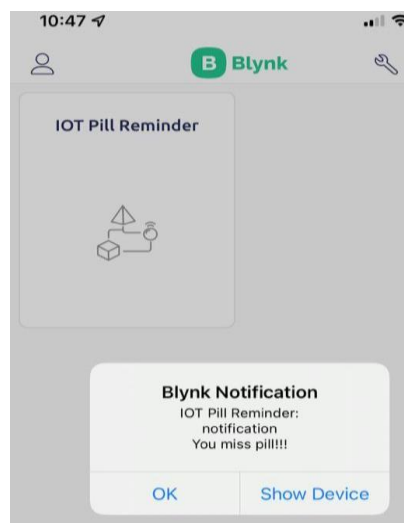 10:47
B Blynk
IOT Pill Reminder
Blynk Notification
IOT Pill Reminder:
notification
You miss pill!!!
OK Show Device